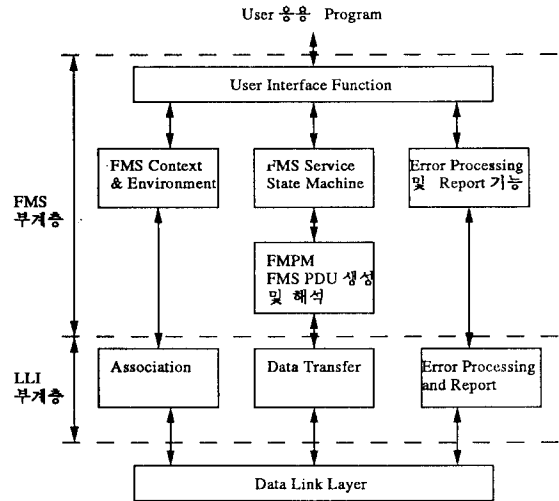 User 응용 Program
User Interface Function
FMS Context
& Environment
FMS Service
State Machine
Error Processing
및 Report 기능
FMS
부계층
FMPM
FMS PDU 생성
및 해석
LLI
부계층
Association
Data Transfer
Error Processing
and Report
Data Link Layer